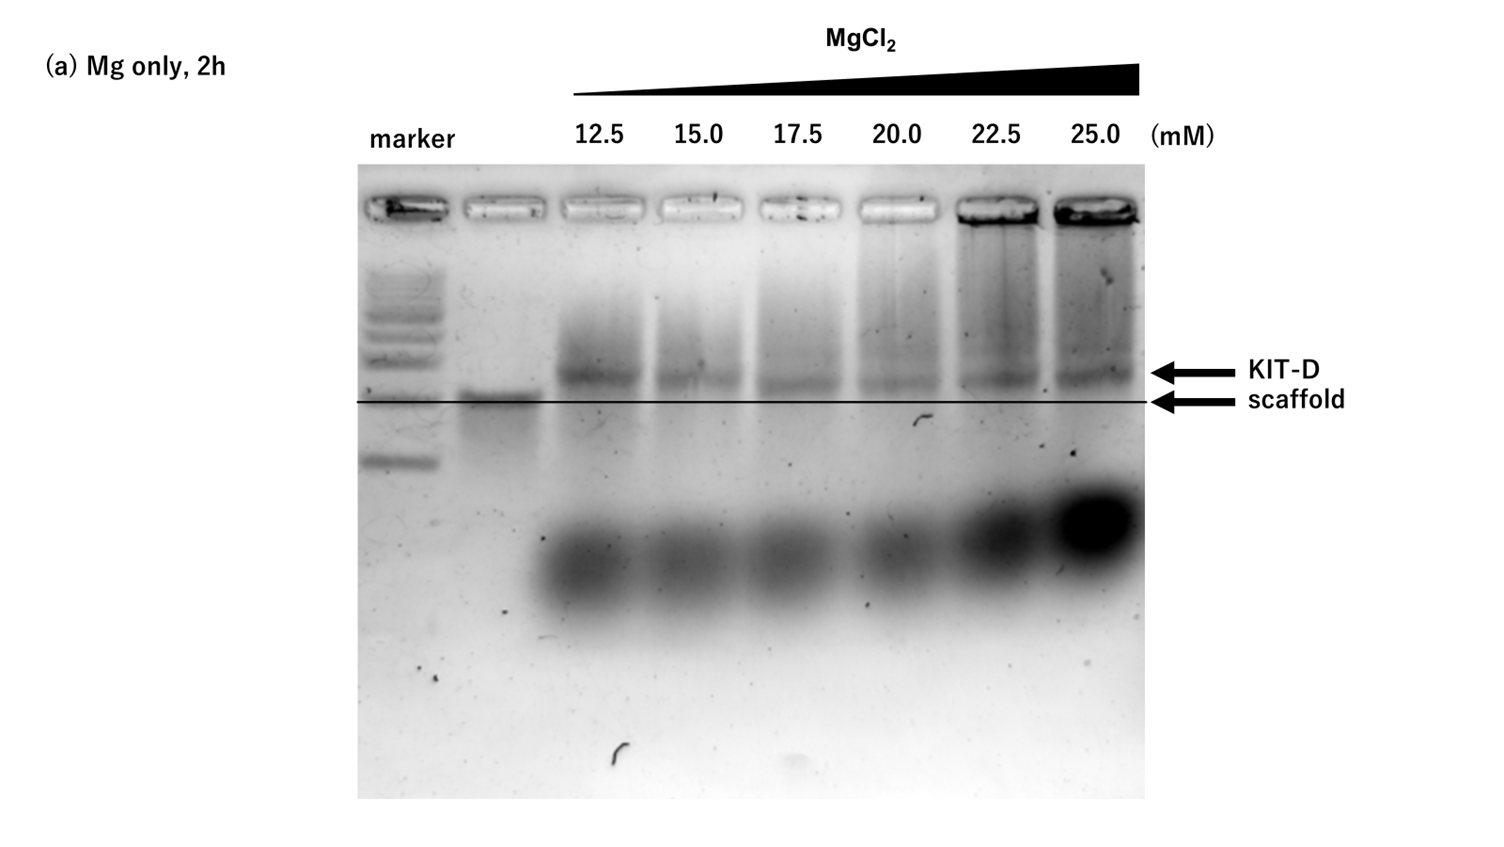 MgCl₂
(a) Mg only, 2h
marker 12.5 15.0 17.5 20.0 22.5 25.0 (mM)
KIT-D
scaffold